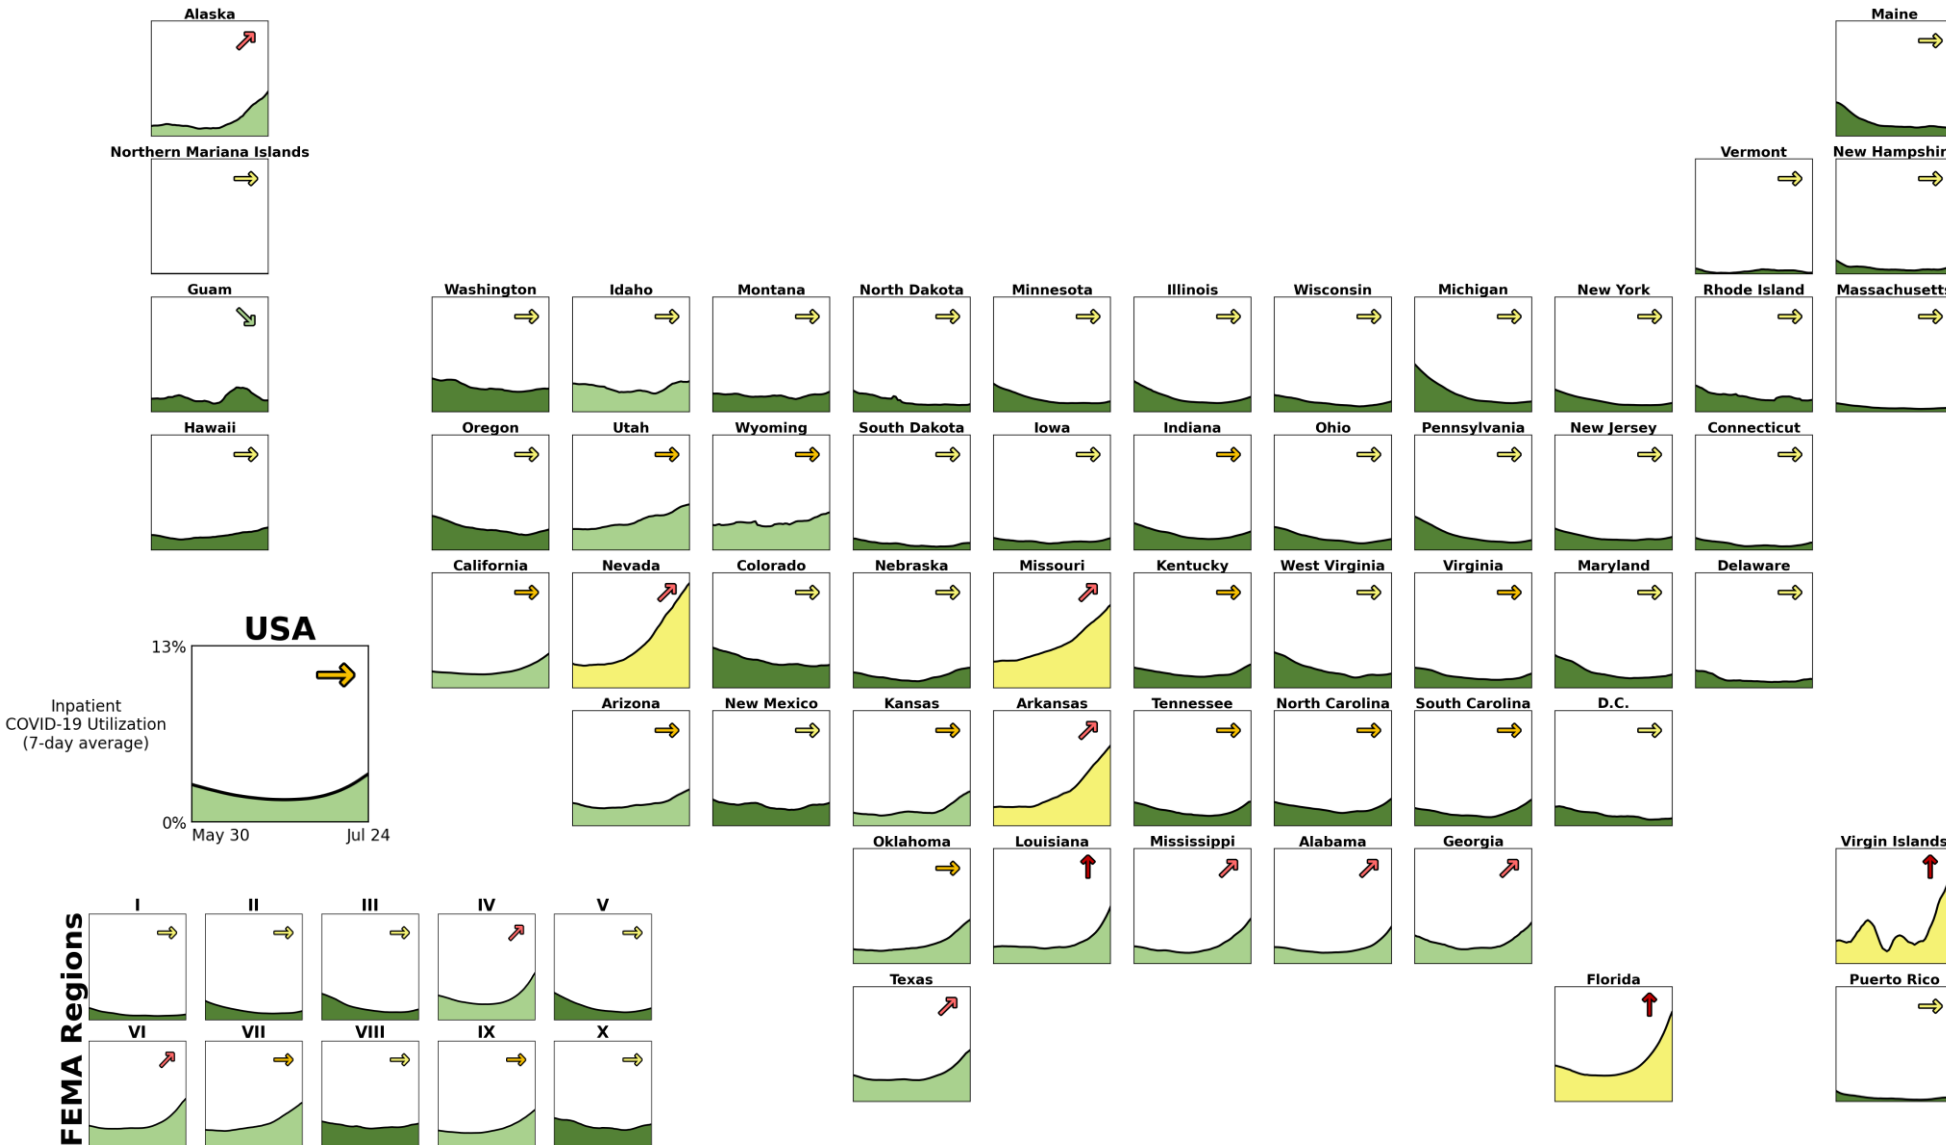 Alaska
Maine
Northern Mariana Islands
Vermont
New Hampshir
Guam
Washington
Idaho
Montana
North Dakota
Minnesota
Illinois
Wisconsin
Michigan
New York
Rhode Island
Massachusetts
Hawaii
Oregon
Utah
Wyoming
South Dakota
Iowa
Indiana
Ohio
Pennsylvania
New Jersey
Connecticut
California
Nevada
Colorado
Nebraska
Missouri
Kentucky
West Virginia
Virginia
Maryland
Delaware
USA
13%
Inpatient
COVID-19 Utilization
(7-day average)
0%
May 30
Jul 24
Arizona
New Mexico
Kansas
Arkansas
Tennessee
North Carolina
South Carolina
D.C.
Oklahoma
Louisiana
Mississippi
Alabama
Georgia
Virgin Islands
Texas
Florida
Puerto Rico
FEMA Regions
I
II
III
IV
V
VI
VII
VIII
IX
X